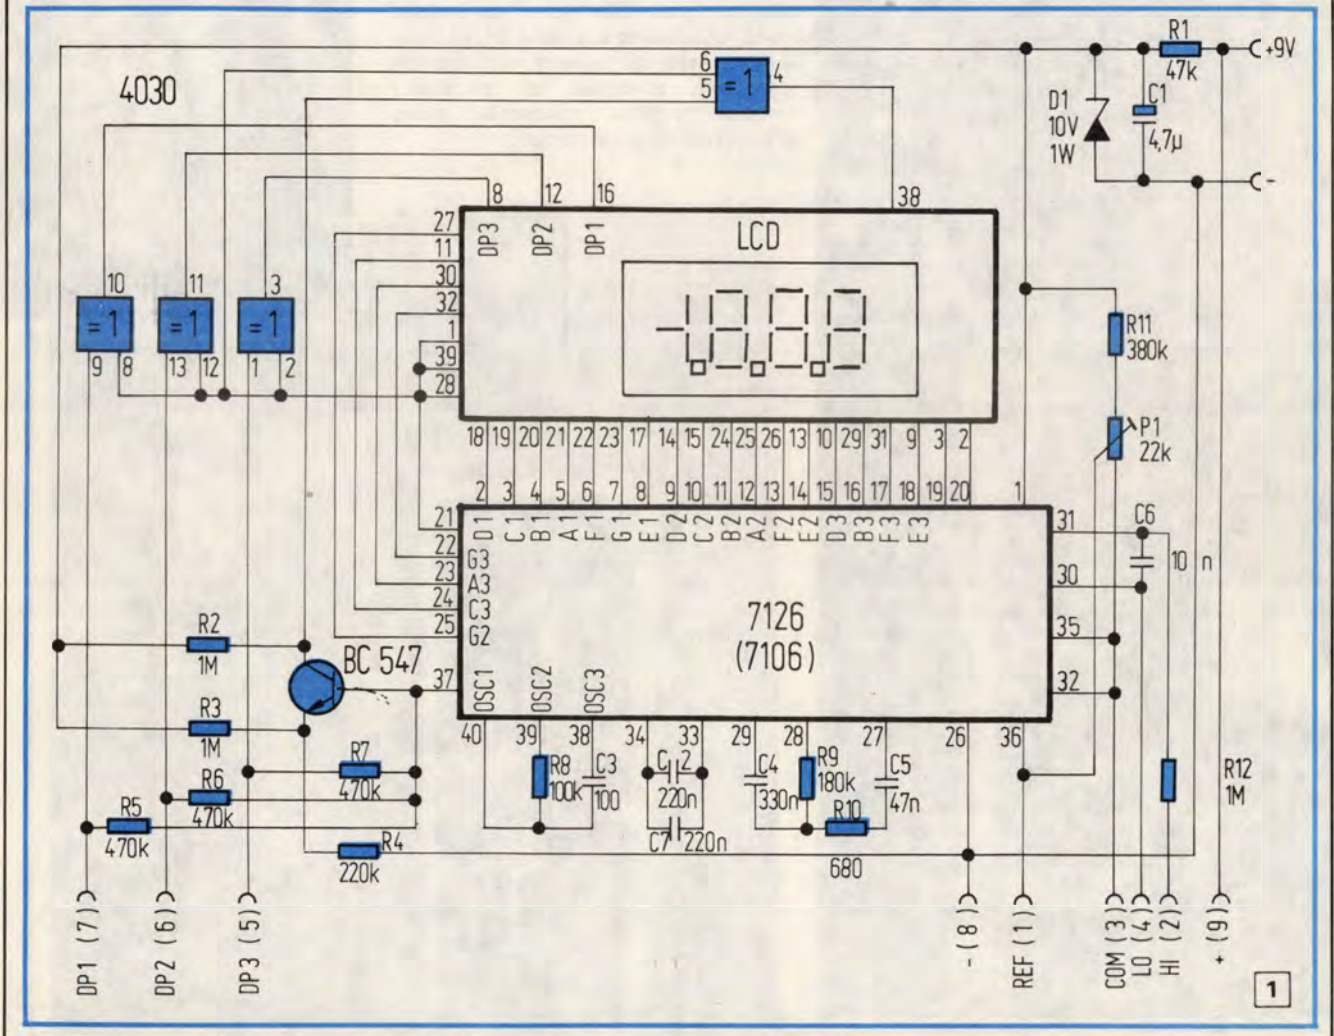 R1
+9V
47k
6
5
=1
4
4030
D1
10V
1W
C1
4,7µ
-
8 12 16 38
27
11
30
32
1
39
28
DP3 DP2 DP1
LCD
10 11 3
=1 =1 =1
9 8 13 12 1 2
R11
380k
P1
22k
18 19 20 21 22 23 17 14 15 24 25 26 13 10 29 31 9 3 2
2 3 4 5 6 7 8 9 10 11 12 13 14 15 16 17 18 19 20 1
D1 C1 B1 A1 F1 G1 E1 D2 C2 B2 A2 F2 E2 D3 B3 F3 E3
21
22
23
24
25
37
G3
A3
C3
G2
7126
(7106)
31
30
35
32
C6
10 n
R2
1M
BC 547
R3
1M
OSC1 OSC2 OSC3
40 39 38 34 33 29 28 27 26 36
R7
470k
R6
470k
R5
470k
R4
220k
R8
100k
C3
100
C 2
220n
C7 220n
C4
330n
R9
180k
R10
680
C5
47n
R12
1M
DP1 (7)
DP2 (6)
DP3 (5)
- (8)
REF (1)
COM (3)
LO (4)
HI (2)
+ (9)
1